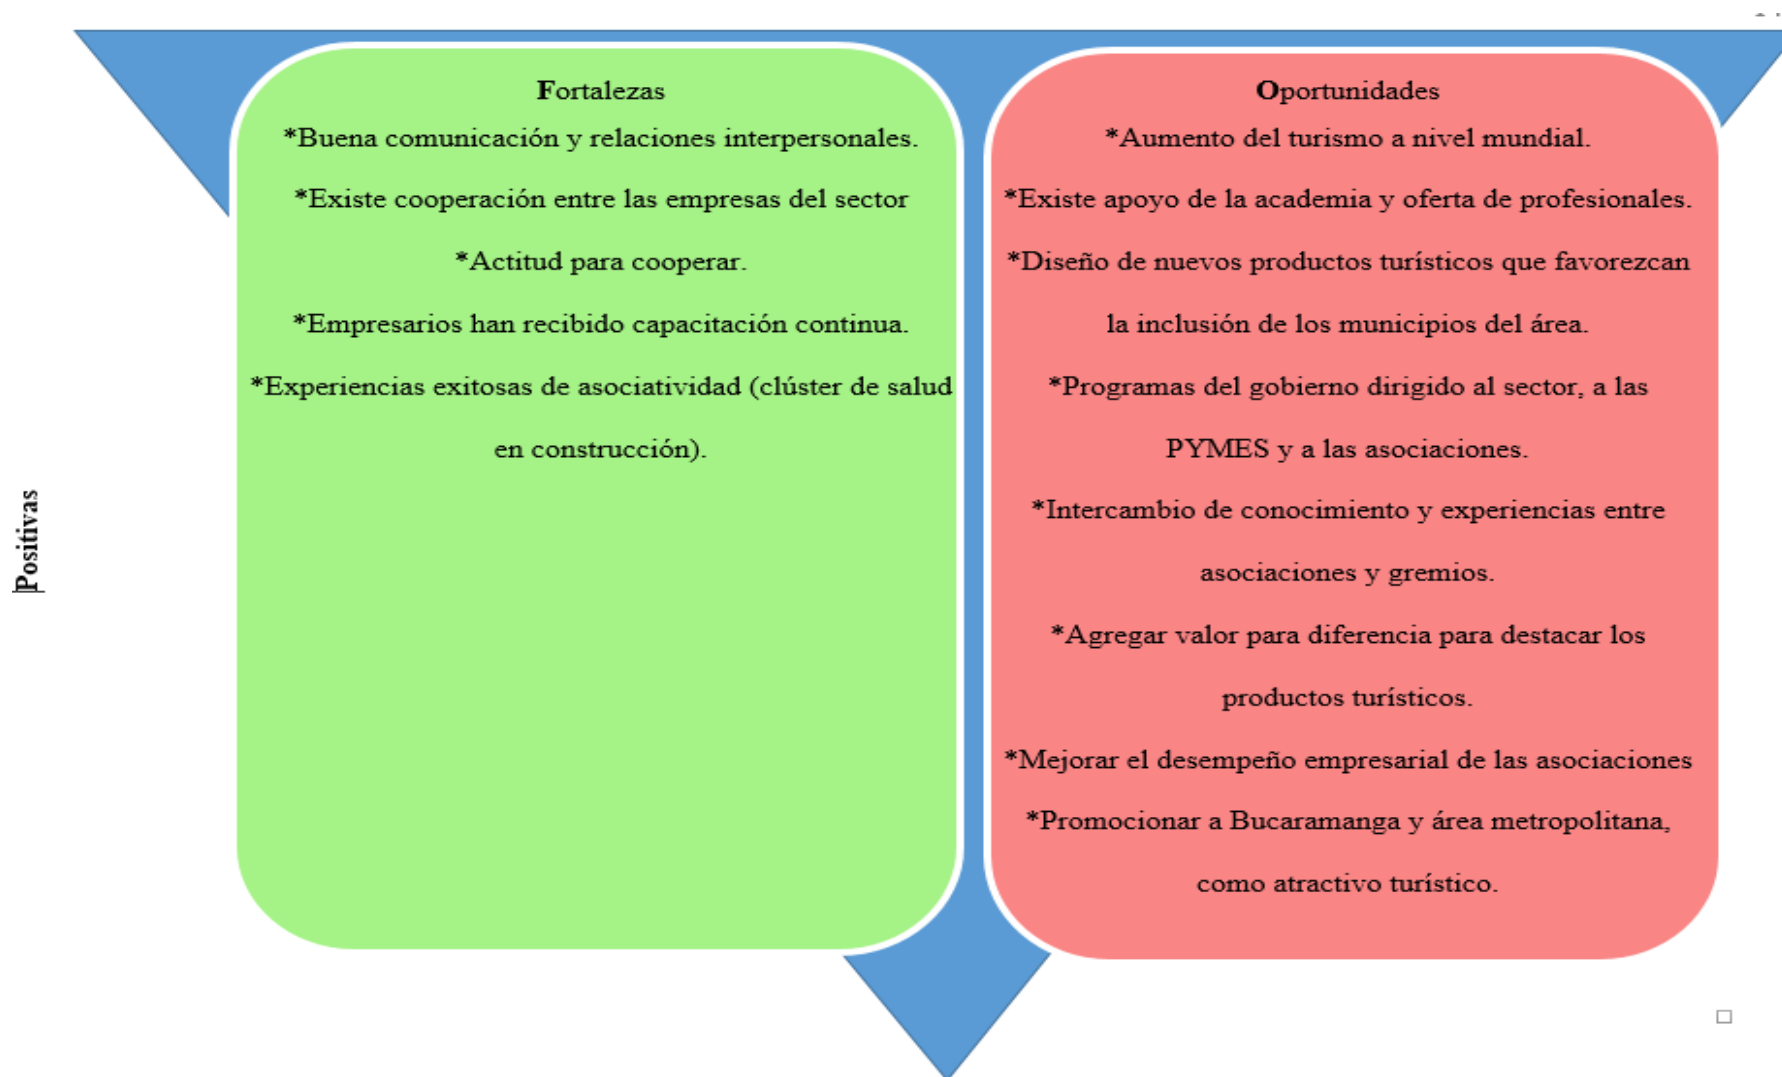 Positivas
Fortalezas
*Buena comunicación y relaciones interpersonales.
*Existe cooperación entre las empresas del sector
*Actitud para cooperar.
*Empresarios han recibido capacitación continua.
*Experiencias exitosas de asociatividad (clúster de salud
en construcción).
Oportunidades
*Aumento del turismo a nivel mundial.
*Existe apoyo de la academia y oferta de profesionales.
*Diseño de nuevos productos turísticos que favorezcan
la inclusión de los municipios del área.
*Programas del gobierno dirigido al sector, a las
PYMES y a las asociaciones.
*Intercambio de conocimiento y experiencias entre
asociaciones y gremios.
*Agregar valor para diferencia para destacar los
productos turísticos.
*Mejorar el desempeño empresarial de las asociaciones
*Promocionar a Bucaramanga y área metropolitana,
como atractivo turístico.